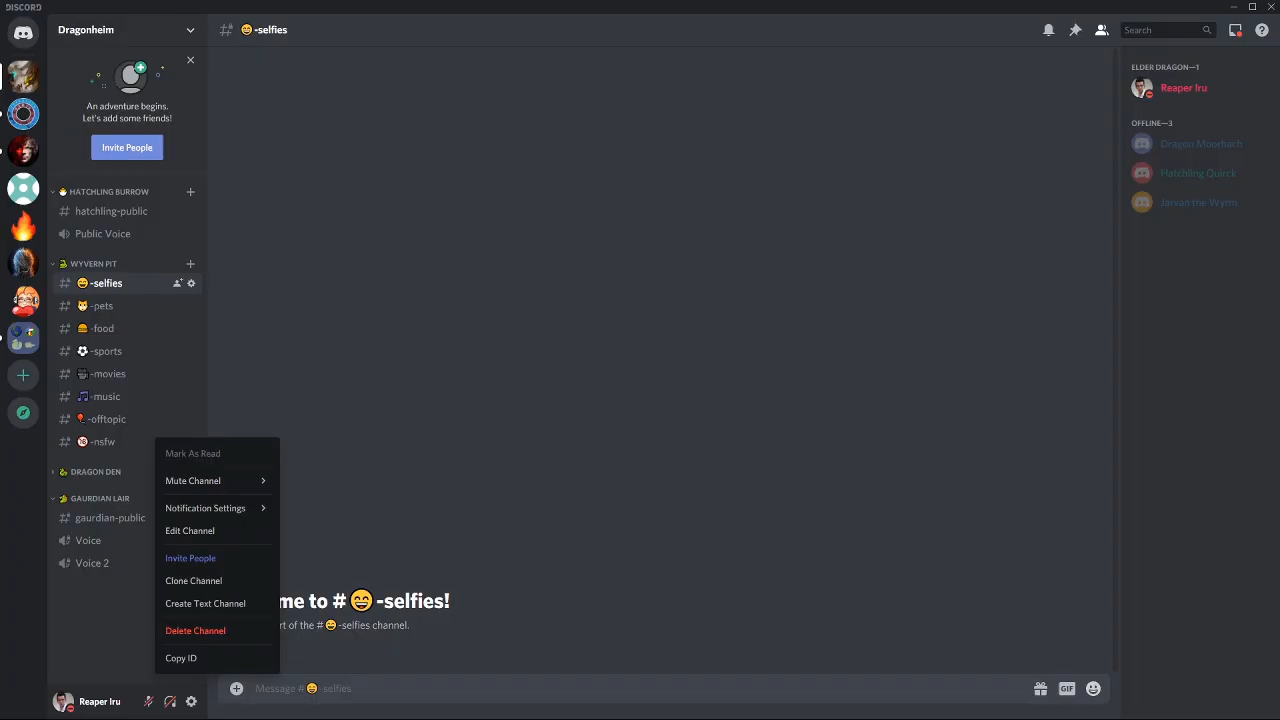 DISCORD
Dragonheim
😄-selfies
Search
An adventure begins.
Let's add some friends!
Invite People
HATCHLING BURROW
hatchling-public
Public Voice
WYVERN PIT
😄-selfies
-pets
-food
-sports
-movies
-music
-offtopic
-nsfw
DRAGON DEN
GAURDIAN LAIR
gaurdian-public
Voice
Voice 2
Mark As Read
Mute Channel
Notification Settings
Edit Channel
Invite People
Clone Channel
Create Text Channel
Delete Channel
Copy ID
me to # 😄-selfies!
rt of the # 😄-selfies channel.
Message # 😄-selfies
GIF
Reaper Iru
ELDER DRAGON—1
Reaper Iru
OFFLINE—3
Dragon Moorbach
Hatchling Quirck
Jarvan the Wyrm